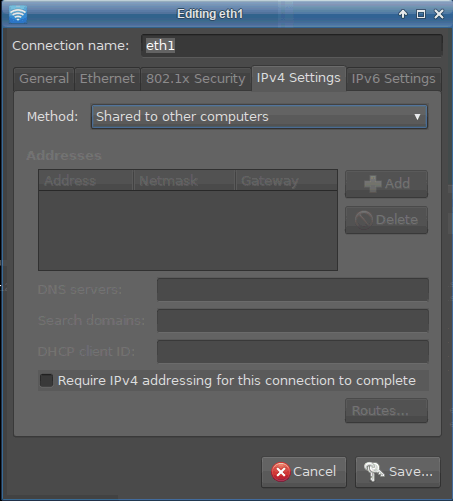 Editing eth1
Connection name: eth1
General Ethernet 802.1x Security IPv4 Settings IPv6 Settings
Method: Shared to other computers
Addresses
Address Netmask Gateway
Add
Delete
DNS servers:
Search domains:
DHCP client ID:
Require IPv4 addressing for this connection to complete
Routes...
Cancel Save...